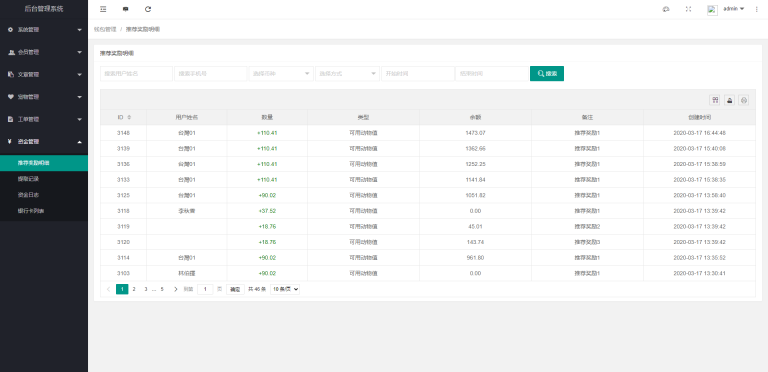 后台管理系统
admin
系统管理
会员管理
文章管理
宠物管理
工单管理
资金管理
推荐奖励明细
提取记录
资金日志
银行卡列表
钱包管理 / 推荐奖励明细
推荐奖励明细
搜索用户姓名 搜索手机号 选择币种 选择方式 开始时间 结束时间 搜索
ID 用户姓名 数量 类型 余数 备注 创建时间
3148 台灣01 +110.41 可用动物值 1473.07 推荐奖励1 2020-03-17 16:44:48
3139 台灣01 +110.41 可用动物值 1362.66 推荐奖励1 2020-03-17 15:40:08
3136 台灣01 +110.41 可用动物值 1252.25 推荐奖励1 2020-03-17 15:38:59
3133 台灣01 +110.41 可用动物值 1141.84 推荐奖励1 2020-03-17 15:38:35
3125 台灣01 +90.02 可用动物值 1051.82 推荐奖励1 2020-03-17 13:58:40
3118 +37.52 可用动物值 0.00 推荐奖励1 2020-03-17 13:39:42
3119 +18.76 可用动物值 45.01 推荐奖励2 2020-03-17 13:39:42
3120 +18.76 可用动物值 143.74 推荐奖励3 2020-03-17 13:39:42
3114 台灣01 +90.02 可用动物值 961.80 推荐奖励1 2020-03-17 13:35:52
3103 +90.02 可用动物值 0.00 推荐奖励1 2020-03-17 13:30:41
1 2 3 … 5 到第 1 页 确定 共 46 条 10 条/页